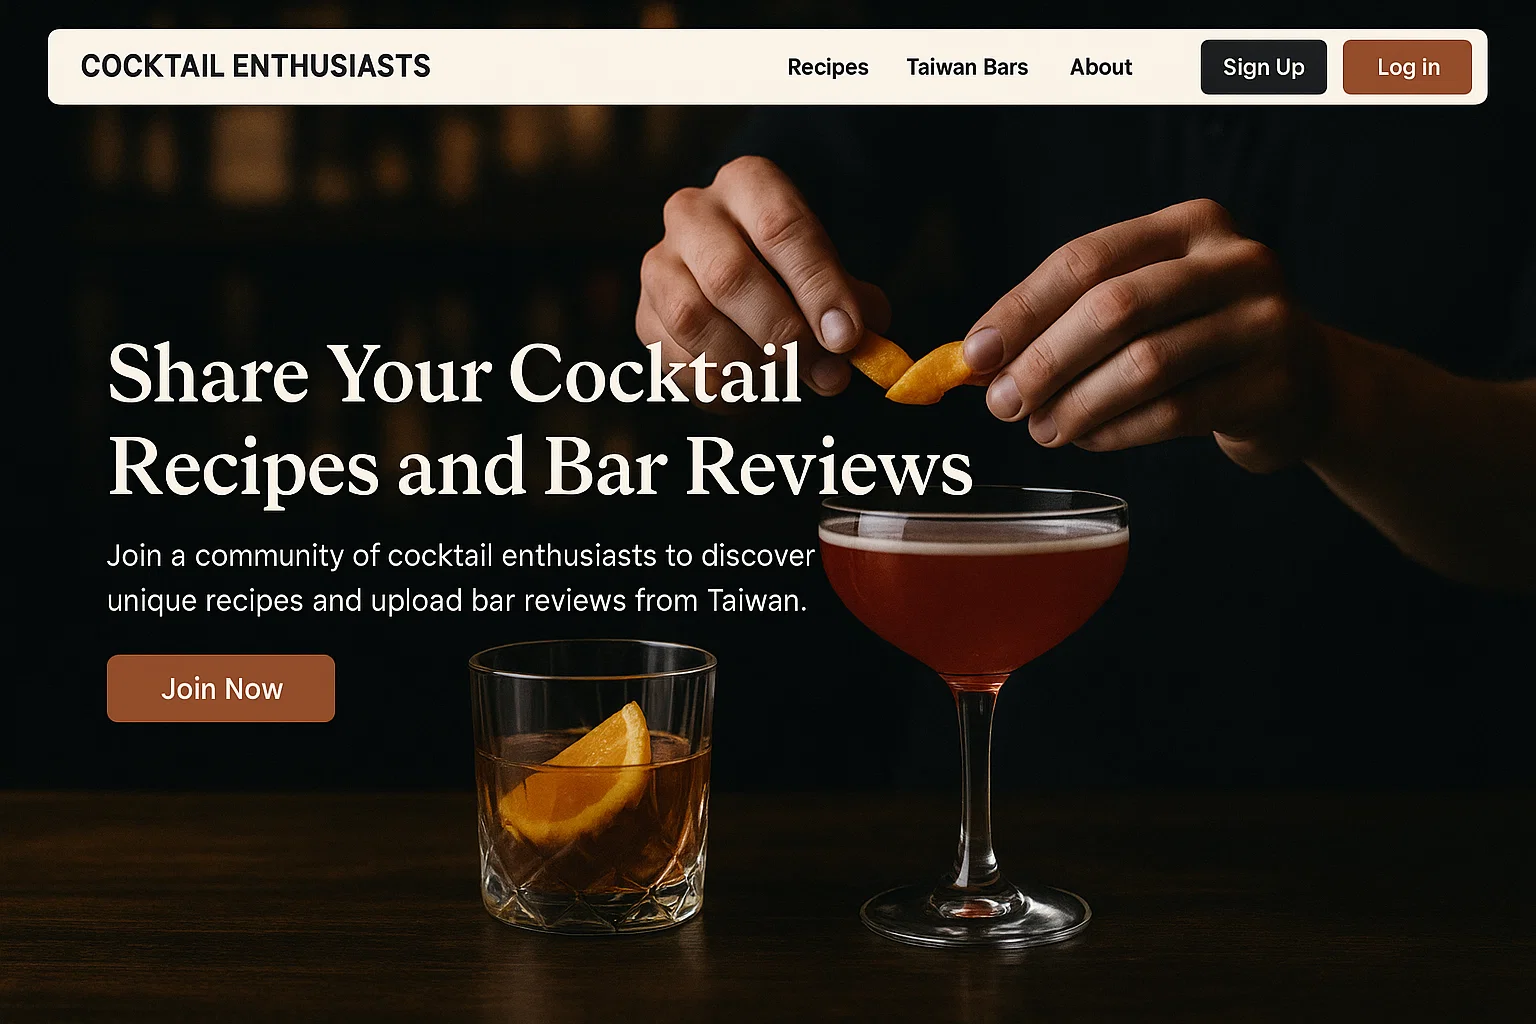 COCKTAIL ENTHUSIASTS
Recipes
Taiwan Bars
About
Sign Up
Log in
Share Your Cocktail
Recipes and Bar Reviews
Join a community of cocktail enthusiasts to discover
unique recipes and upload bar reviews from Taiwan.
Join Now